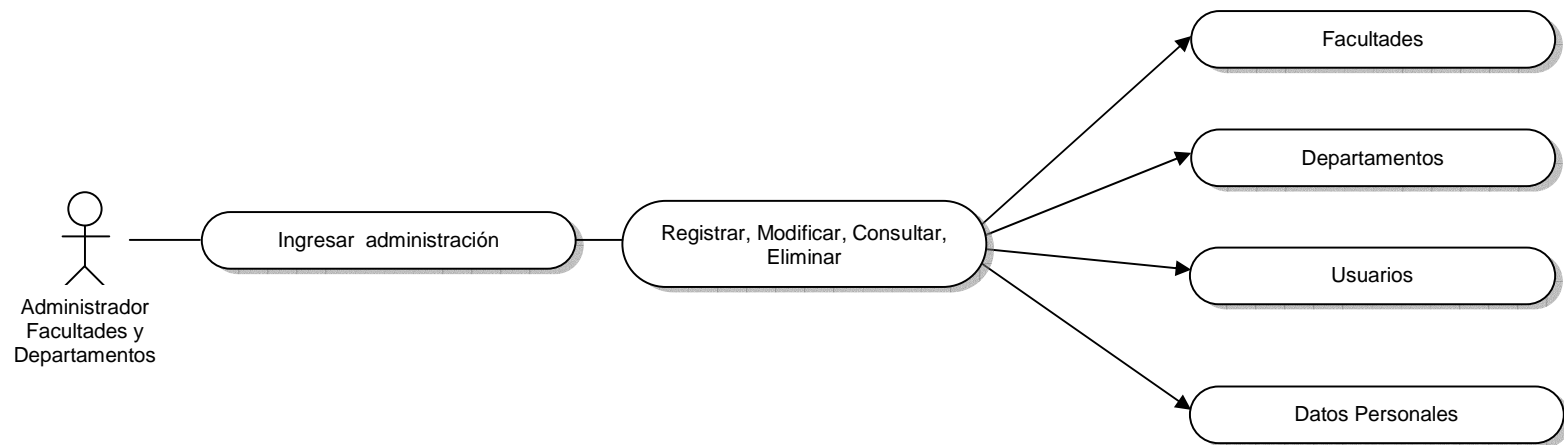 Facultades
Departamentos
Administrador
Facultades y
Departamentos
Ingresar administración
Registrar, Modificar, Consultar,
Eliminar
Usuarios
Datos Personales